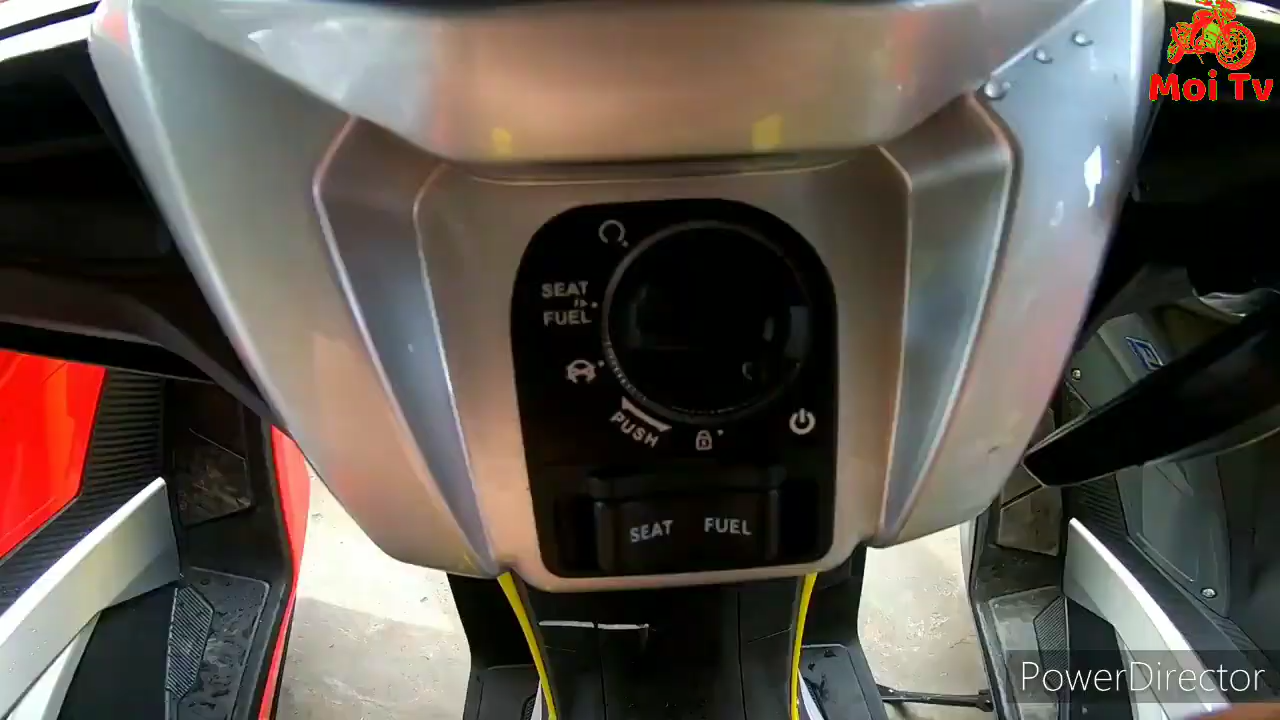 Moi Tv
SEAT
FUEL
PUSH
SEAT FUEL
PowerDirector